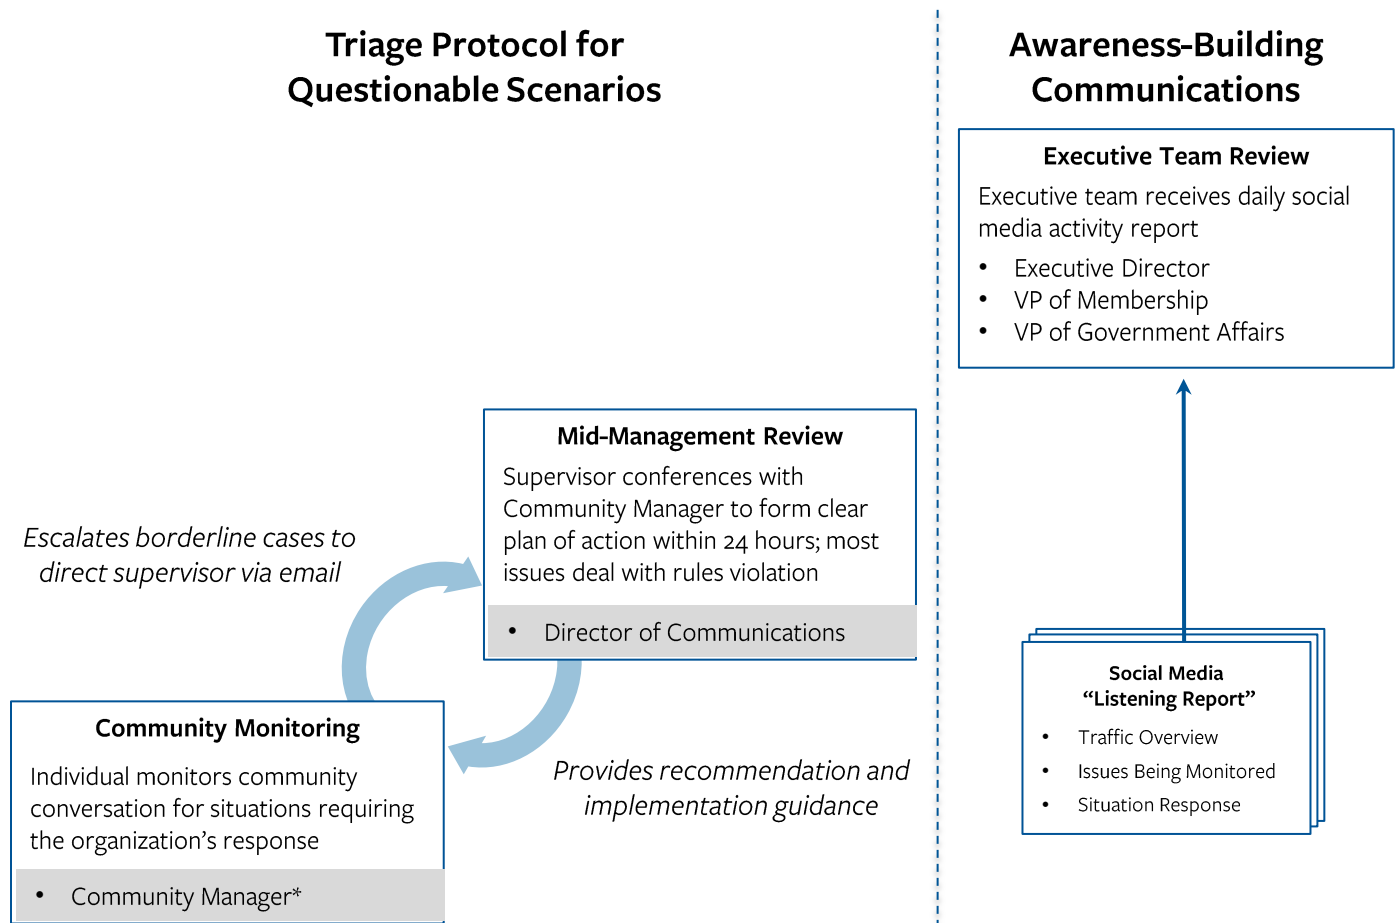 Triage Protocol for
Questionable Scenarios
Awareness-Building
Communications
Executive Team Review
Executive team receives daily social
media activity report
• Executive Director
• VP of Membership
• VP of Government Affairs
Mid-Management Review
Supervisor conferences with
Community Manager to form clear
plan of action within 24 hours; most
issues deal with rules violation
• Director of Communications
Escalates borderline cases to
direct supervisor via email
Community Monitoring
Individual monitors community
conversation for situations requiring
the organization’s response
• Community Manager*
Provides recommendation and
implementation guidance
Social Media
“Listening Report”
• Traffic Overview
• Issues Being Monitored
• Situation Response